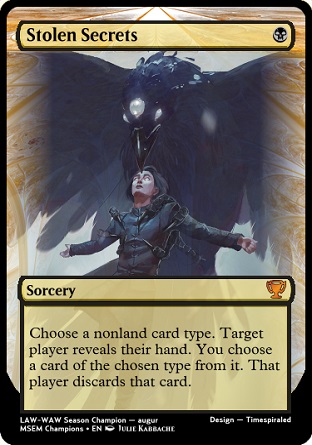 Stolen Secrets
Sorcery
Choose a nonland card type. Target
player reveals their hand. You choose
a card of the chosen type from it. That
player discards that card.
LAW-WAW Season Champion — augur
Design — Timespiraled
MSEM Champions • EN Julie Kabbache